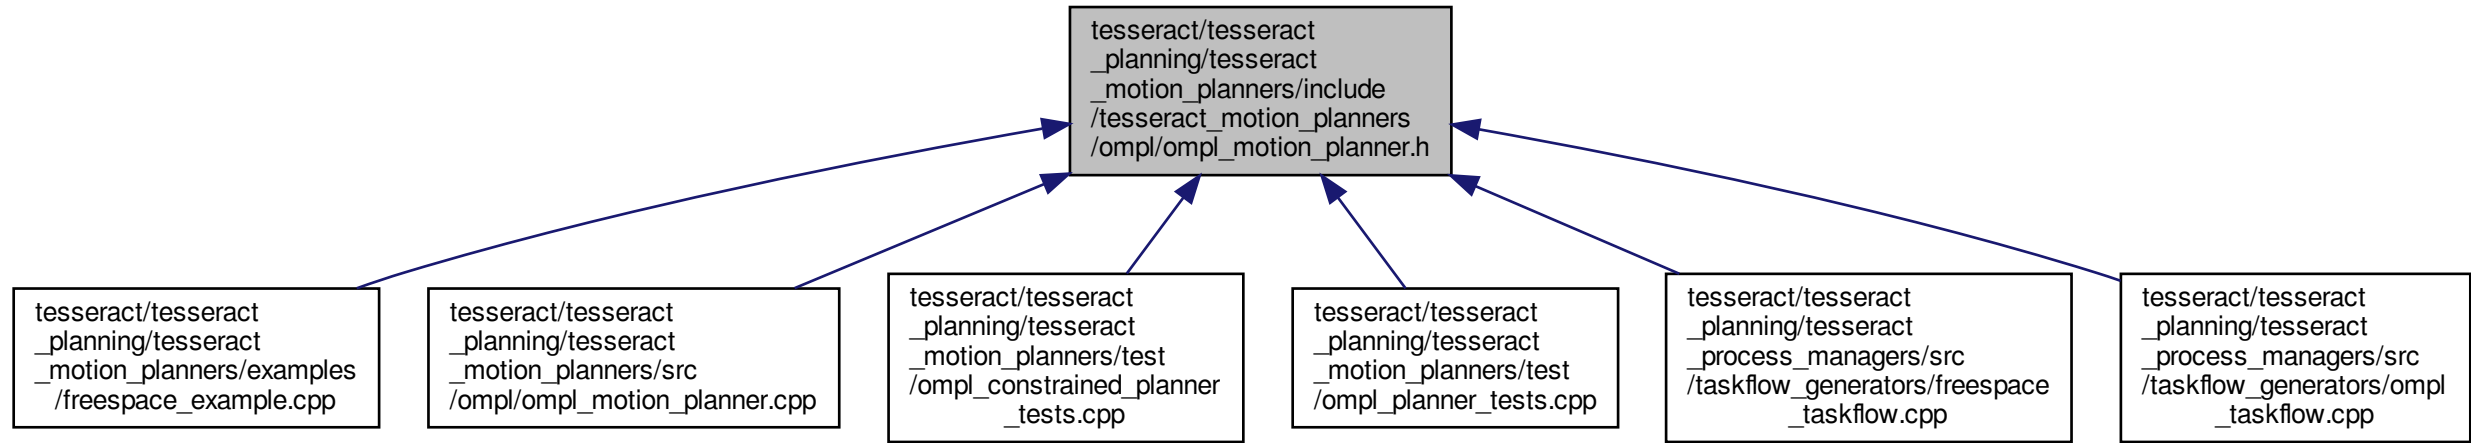 tesseract/tesseract
_planning/tesseract
_motion_planners/include
/tesseract_motion_planners
/ompl/ompl_motion_planner.h
tesseract/tesseract
_planning/tesseract
_motion_planners/examples
/freespace_example.cpp
tesseract/tesseract
_planning/tesseract
_motion_planners/src
/ompl/ompl_motion_planner.cpp
tesseract/tesseract
_planning/tesseract
_motion_planners/test
/ompl_constrained_planner
_tests.cpp
tesseract/tesseract
_planning/tesseract
_motion_planners/test
/ompl_planner_tests.cpp
tesseract/tesseract
_planning/tesseract
_process_managers/src
/taskflow_generators/freespace
_taskflow.cpp
tesseract/tesseract
_planning/tesseract
_process_managers/src
/taskflow_generators/ompl
_taskflow.cpp